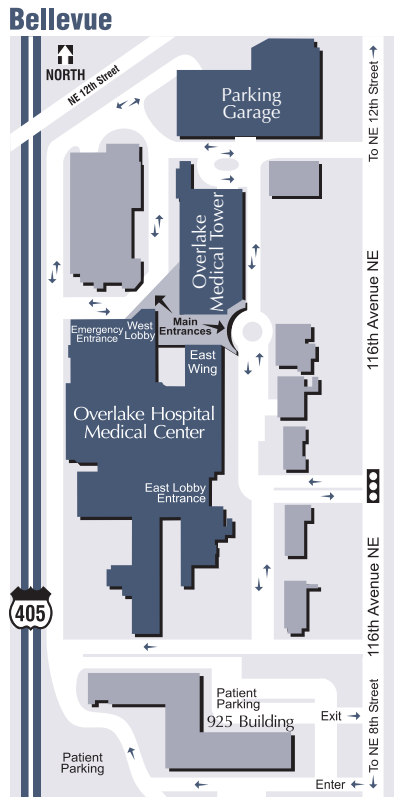 Bellevue
NORTH
NE 12th Street
To NE 12th Street
Parking
Garage
Overlake
Medical Tower
116th Avenue NE
Main
Entrances
Emergency
Entrance
West
Lobby
East
Wing
Overlake Hospital
Medical Center
East Lobby
Entrance
116th Avenue NE
405
To NE 8th Street
Patient
Parking
925 Building
Exit
Patient
Parking
Enter